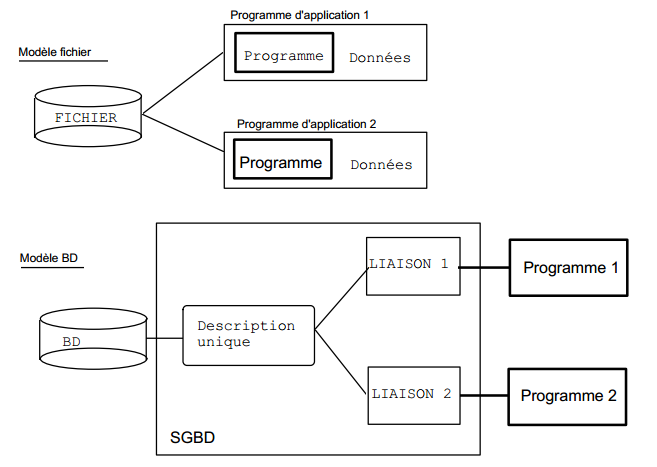 Programme d'application 1
Modèle fichier
Programme
Données
FICHIER
Programme d'application 2
Programme
Données
Modèle BD
LIAISON 1
Programme 1
Description
unique
BD
LIAISON 2
Programme 2
SGBD